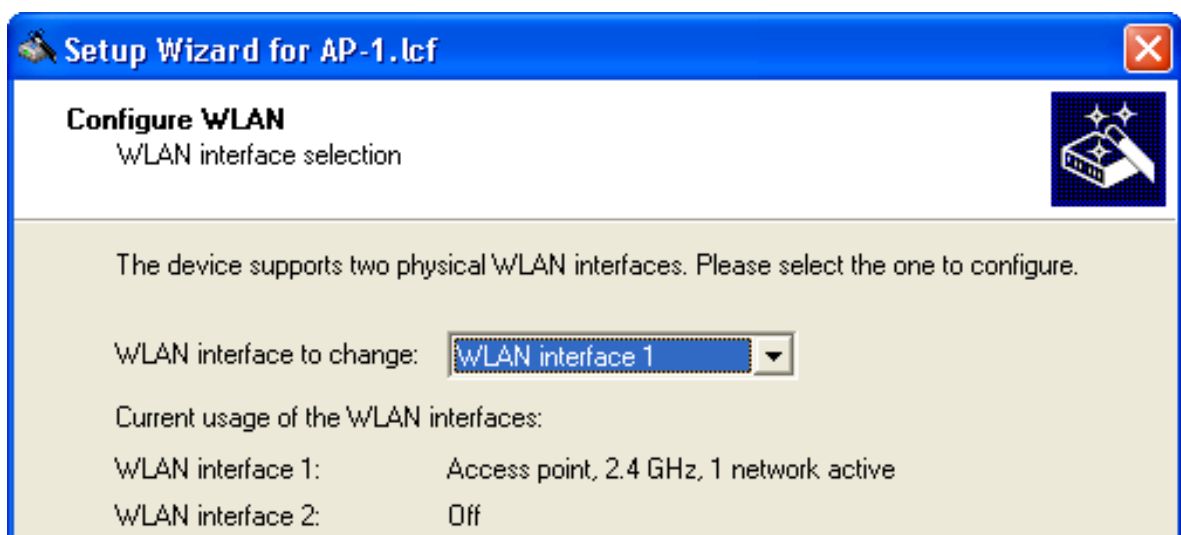 Setup Wizard for AP-1.lcf
Configure WLAN
WLAN interface selection
The device supports two physical WLAN interfaces. Please select the one to configure.
WLAN interface to change: WLAN interface 1
Current usage of the WLAN interfaces:
WLAN interface 1: Access point, 2.4 GHz, 1 network active
WLAN interface 2: Off